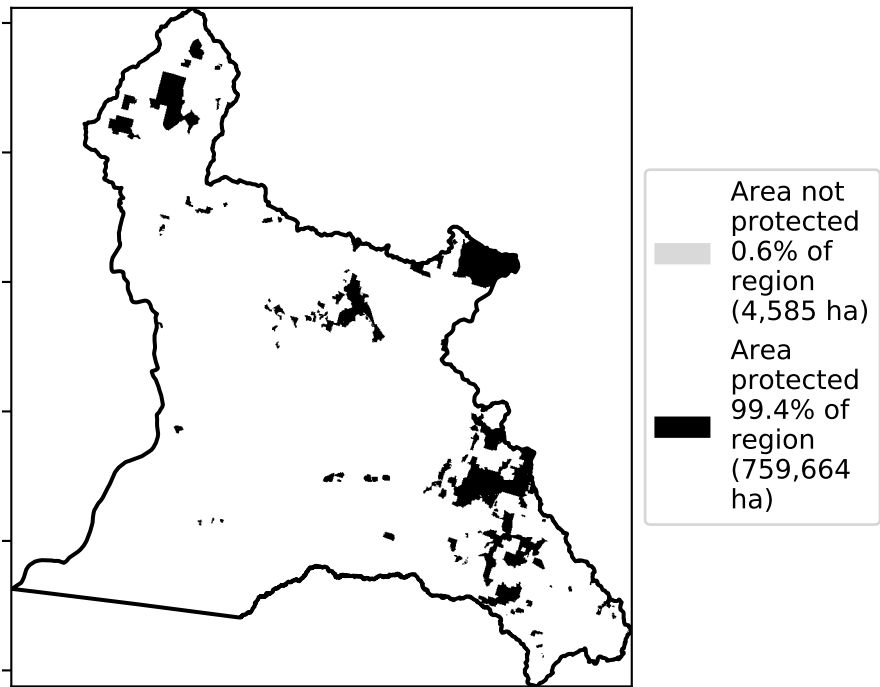 Area not
protected
0.6% of
region
(4,585 ha)
Area
protected
99.4% of
region
(759,664
ha)